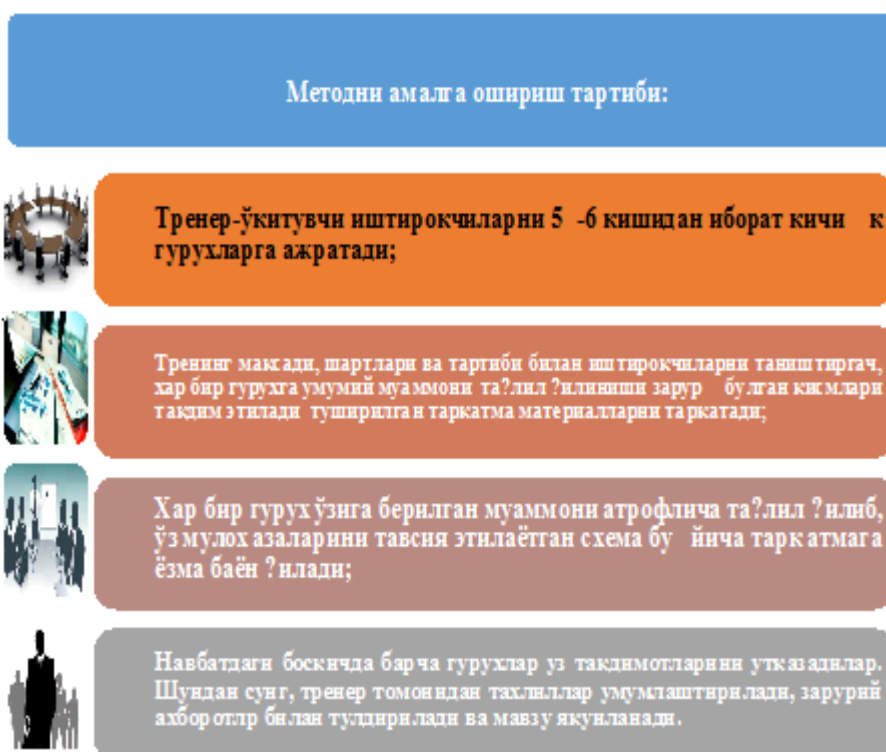 Методни амалга ошириш тартиби:
Тренер-ўкитувчи иштирокчиларни 5 -6 кишидан иборат кичи к
гурухларга ажратади;
Тренинг максади, шартлари ва тартиби билан иштирокчиларни таништиргач,
хар бир гурухга умумий муаммони та?лил ?илиниши зарур булган кисмлари
такдим этилади туширилган таркатма материалларни таркатади;
Хар бир гурух ўзига берилган муаммони атрофлича та?лил ?илиб,
ўз мулохазаларини тавсия этилаётган схема бу йича таркатмага
ёзма баён ?илади;
Навбатдаги боскичда барча гурухлар уз такдимотларини утказадилар.
Шундан сунг, тренер томонидан тахлиллар умумлаштирилади, зарурий
ахборотлр билан тулдирилади ва мавзу якунланади.